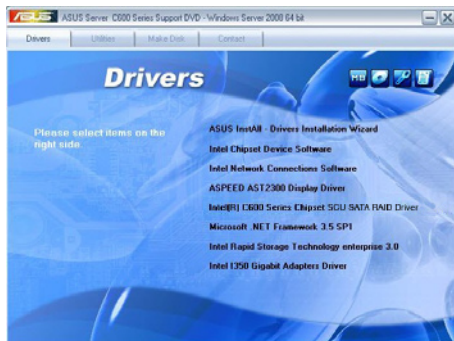 ASUS Server C600 Series Support DVD - Windows Server 2008 64 bit
Drivers
Utilities
Make Disk
Contact
Drivers
Please select items on the
right side.
ASUS InstAll - Drivers Installation Wizard
Intel Chipset Device Software
Intel Network Connections Software
ASPEED AST2300 Display Driver
Intel(R) C600 Series Chipset SCU SATA RAID Driver
Microsoft .NET Framework 3.5 SP1
Intel Rapid Storage Technology enterprise 3.0
Intel I350 Gigabit Adapters Driver